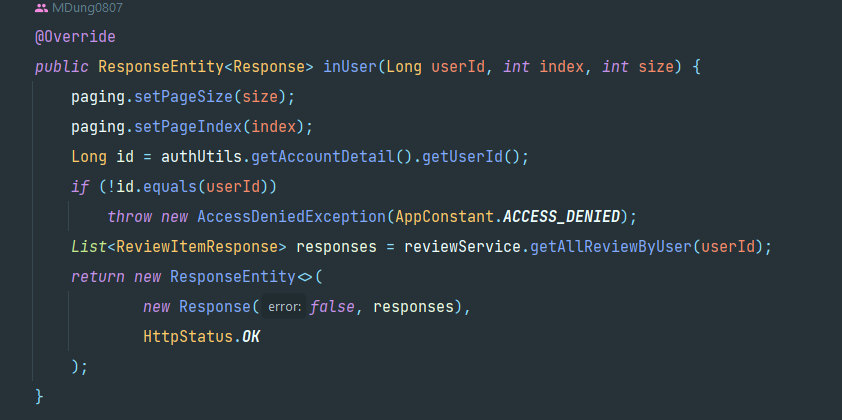 MDung0807
@Override
public ResponseEntity<Response> inUser(Long userId, int index, int size) {
    paging.setPageSize(size);
    paging.setPageIndex(index);
    Long id = authUtils.getAccountDetail().getUserId();
    if (!id.equals(userId))
        throw new AccessDeniedException(AppConstant.ACCESS_DENIED);
    List<ReviewItemResponse> responses = reviewService.getAllReviewByUser(userId);
    return new ResponseEntity<>(
            new Response( error: false, responses),
            HttpStatus.OK
    );
}